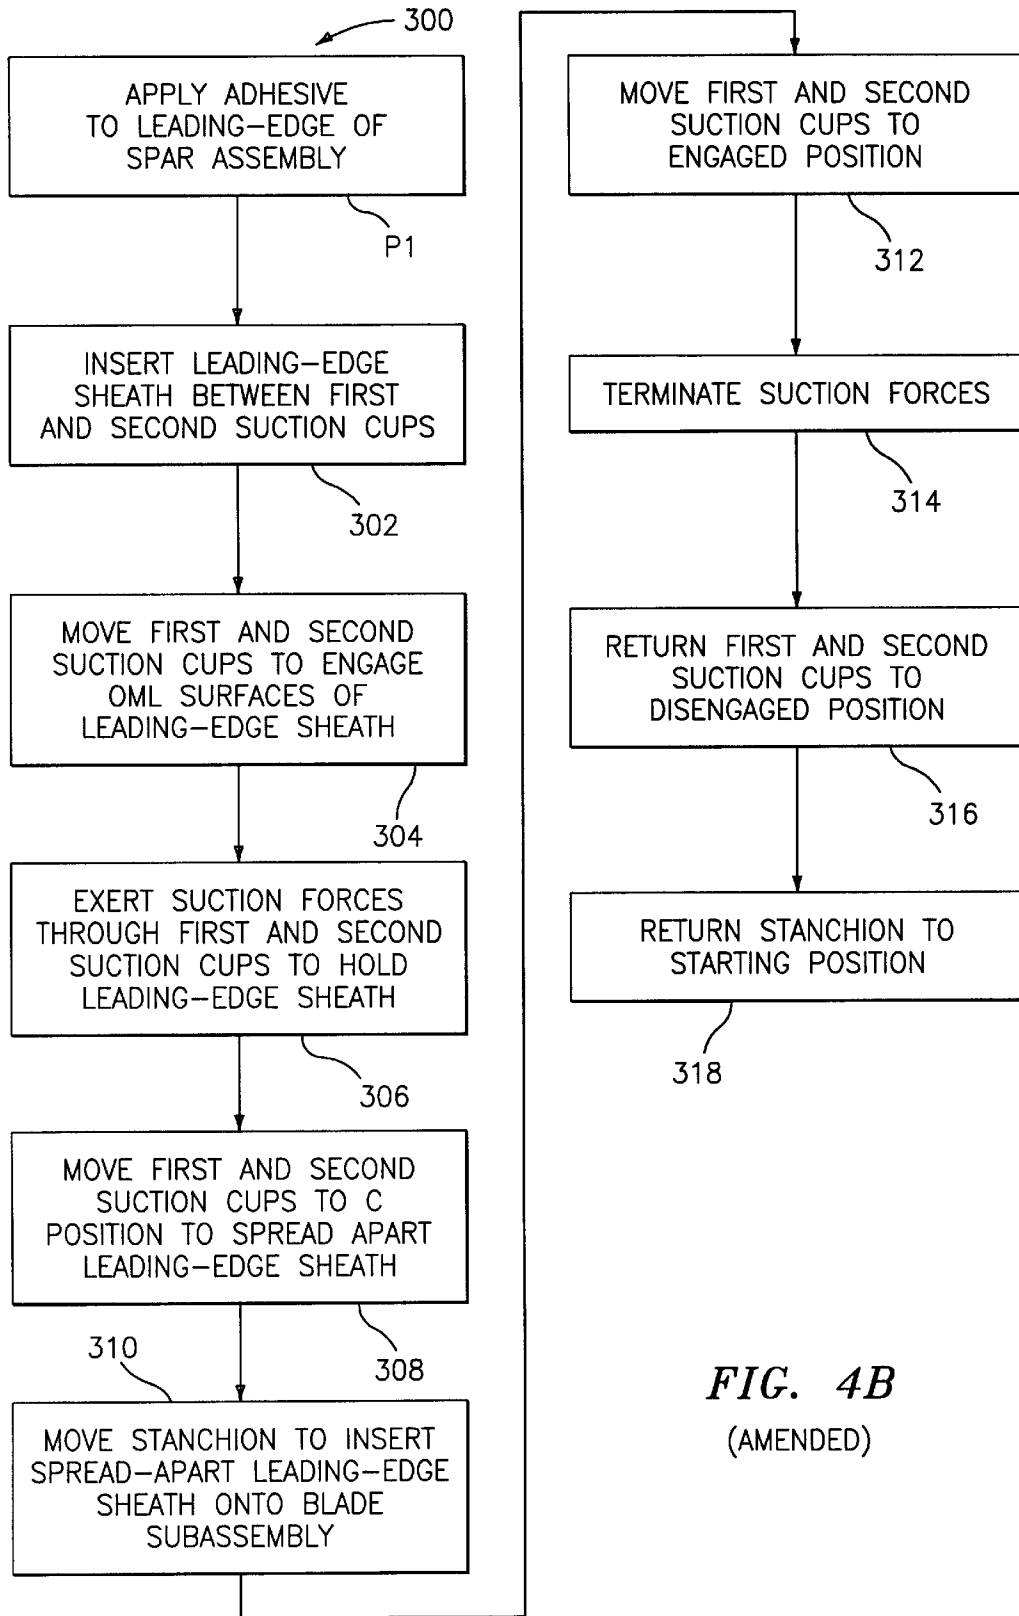 300
APPLY ADHESIVE
TO LEADING-EDGE OF
SPAR ASSEMBLY
P1
INSERT LEADING-EDGE
SHEATH BETWEEN FIRST
AND SECOND SUCTION CUPS
302
MOVE FIRST AND SECOND
SUCTION CUPS TO ENGAGE
OML SURFACES OF
LEADING-EDGE SHEATH
304
EXERT SUCTION FORCES
THROUGH FIRST AND SECOND
SUCTION CUPS TO HOLD
LEADING-EDGE SHEATH
306
MOVE FIRST AND SECOND
SUCTION CUPS TO C
POSITION TO SPREAD APART
LEADING-EDGE SHEATH
308
310
MOVE STANCHION TO INSERT
SPREAD-APART LEADING-EDGE
SHEATH ONTO BLADE
SUBASSEMBLY
MOVE FIRST AND SECOND
SUCTION CUPS TO
ENGAGED POSITION
312
TERMINATE SUCTION FORCES
314
RETURN FIRST AND SECOND
SUCTION CUPS TO
DISENGAGED POSITION
316
RETURN STANCHION TO
STARTING POSITION
318
FIG. 4B
(AMENDED)